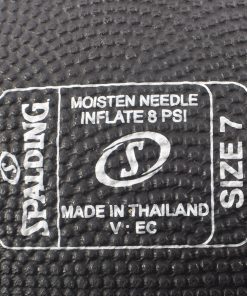 SPALDING
MOISTEN NEEDLE
INFLATE 8 PSI
S
MADE IN THAILAND
V : EC
SIZE 7